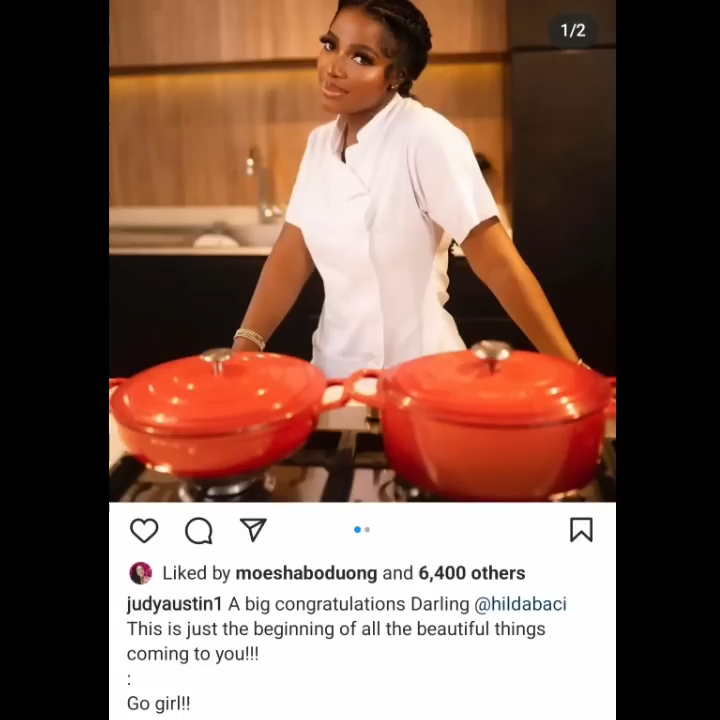 1/2
Liked by moeshaboduong and 6,400 others
judyaustin1 A big congratulations Darling @hildabaci
This is just the beginning of all the beautiful things
coming to you!!!
:
Go girl!!